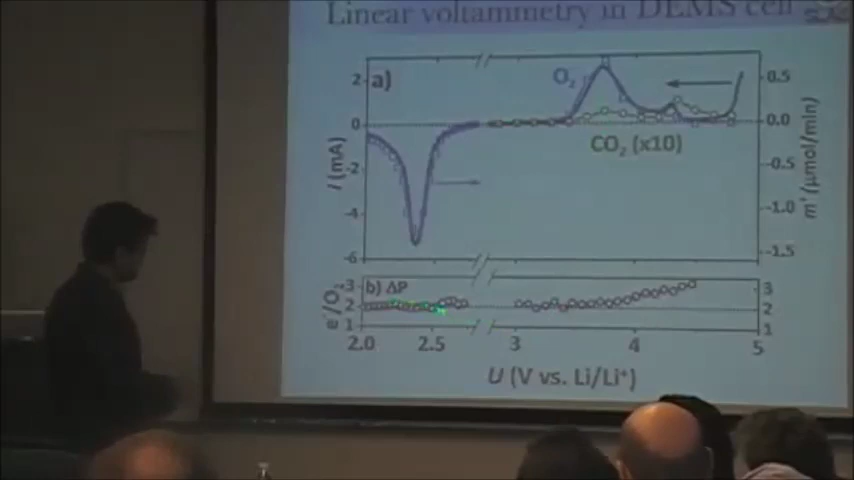 Linear voltammetry in DEMS cell
a)
O₂
CO₂ (x10)
2
0
-2
-4
-6
I (mA)
0.5
0.0
-0.5
-1.0
-1.5
m' (μmol/min)
b) ΔP
e⁻/O₂
3
2
1
3
2
1
2.0 2.5 3 4 5
U (V vs. Li/Li⁺)